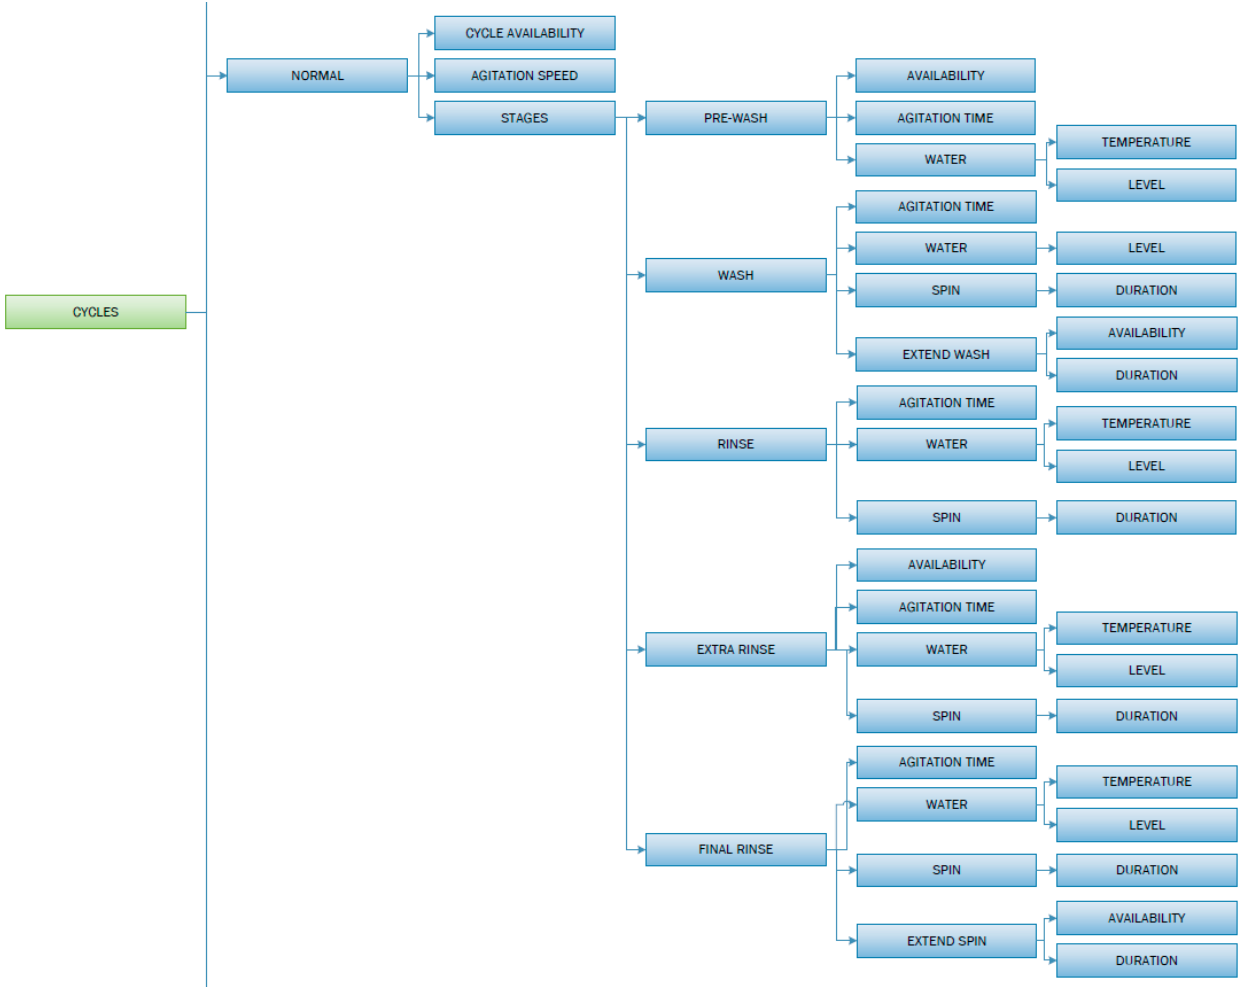 CYCLE AVAILABILITY
NORMAL
AGITATION SPEED
AVAILABILITY
STAGES
PRE-WASH
AGITATION TIME
TEMPERATURE
WATER
LEVEL
AGITATION TIME
WATER
LEVEL
WASH
SPIN
DURATION
CYCLES
AVAILABILITY
EXTEND WASH
DURATION
AGITATION TIME
TEMPERATURE
RINSE
WATER
LEVEL
SPIN
DURATION
AVAILABILITY
AGITATION TIME
TEMPERATURE
EXTRA RINSE
WATER
LEVEL
SPIN
DURATION
AGITATION TIME
TEMPERATURE
WATER
LEVEL
FINAL RINSE
SPIN
DURATION
AVAILABILITY
EXTEND SPIN
DURATION